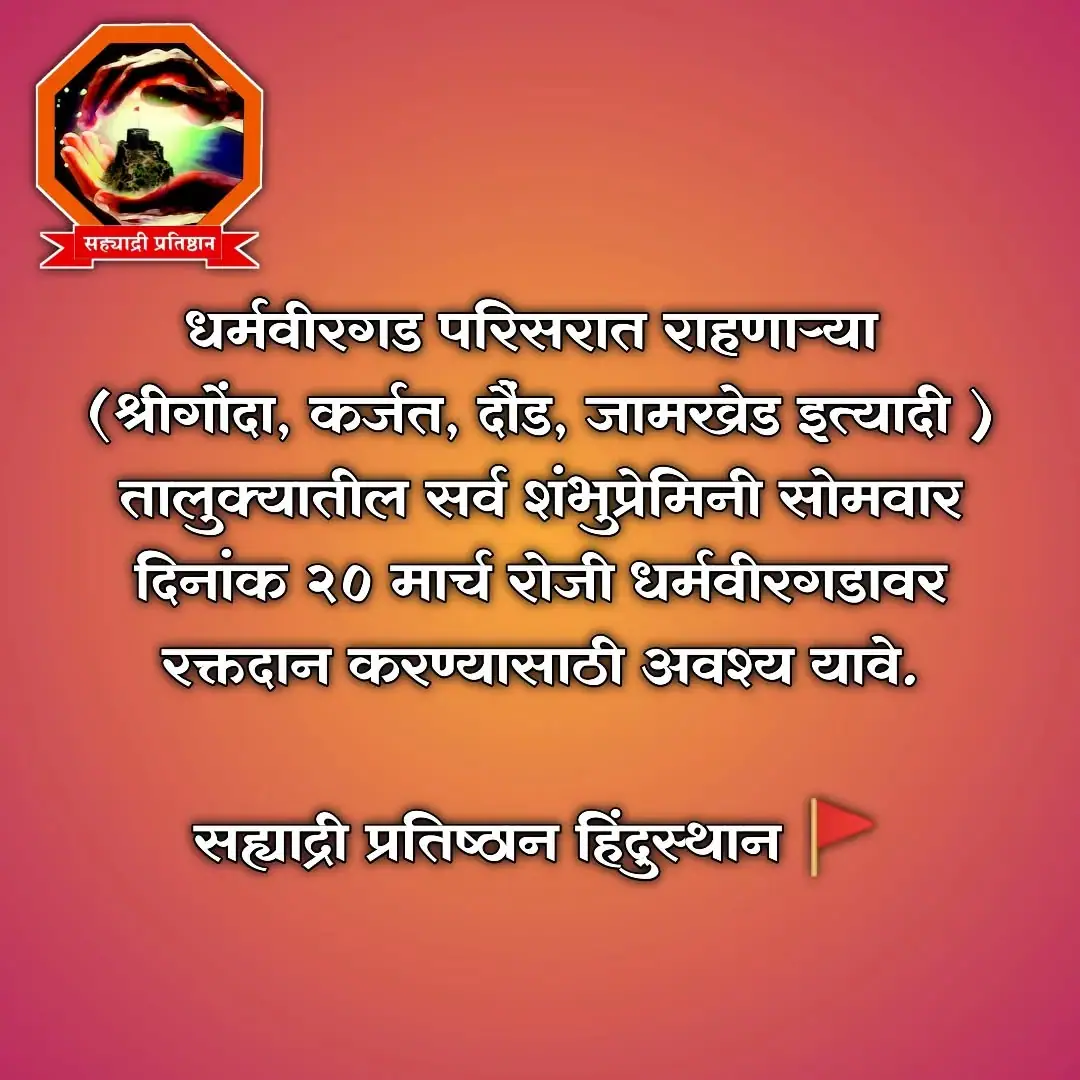 सह्याद्री प्रतिष्ठान
धर्मवीरगड परिसरात राहणाऱ्या
(श्रीगोंदा, कर्जत, दौंड, जामखेड इत्यादी )
तालुक्यातील सर्व शंभुप्रेमिनी सोमवार
दिनांक २० मार्च रोजी धर्मवीरगडावर
रक्तदान करण्यासाठी अवश्य यावे.
सह्याद्री प्रतिष्ठान हिंदुस्थान